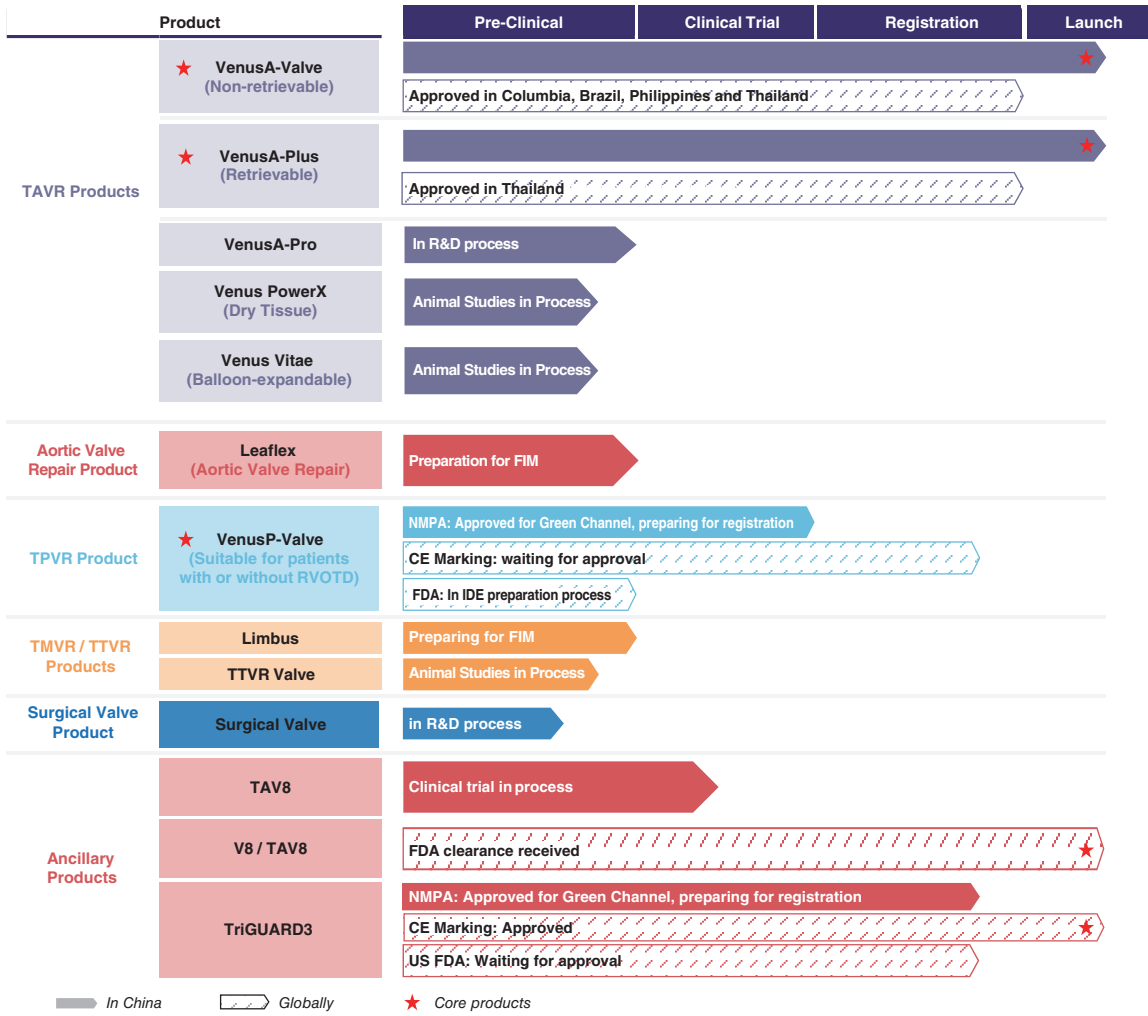 Product
Pre-Clinical
Clinical Trial
Registration
Launch
TAVR Products
VenusA-Valve
(Non-retrievable)
Approved in Columbia, Brazil, Philippines and Thailand
VenusA-Plus
(Retrievable)
Approved in Thailand
VenusA-Pro
In R&D process
Venus PowerX
(Dry Tissue)
Animal Studies in Process
Venus Vitae
(Balloon-expandable)
Animal Studies in Process
Aortic Valve
Repair Product
Leaflex
(Aortic Valve Repair)
Preparation for FIM
TPVR Product
VenusP-Valve
(Suitable for patients
with or without RVOTD)
NMPA: Approved for Green Channel, preparing for registration
CE Marking: waiting for approval
FDA: In IDE preparation process
TMVR / TTVR
Products
Limbus
Preparing for FIM
TTVR Valve
Animal Studies in Process
Surgical Valve
Product
Surgical Valve
in R&D process
Ancillary
Products
TAV8
Clinical trial in process
V8 / TAV8
FDA clearance received
TriGUARD3
NMPA: Approved for Green Channel, preparing for registration
CE Marking: Approved
US FDA: Waiting for approval
In China
Globally
Core products